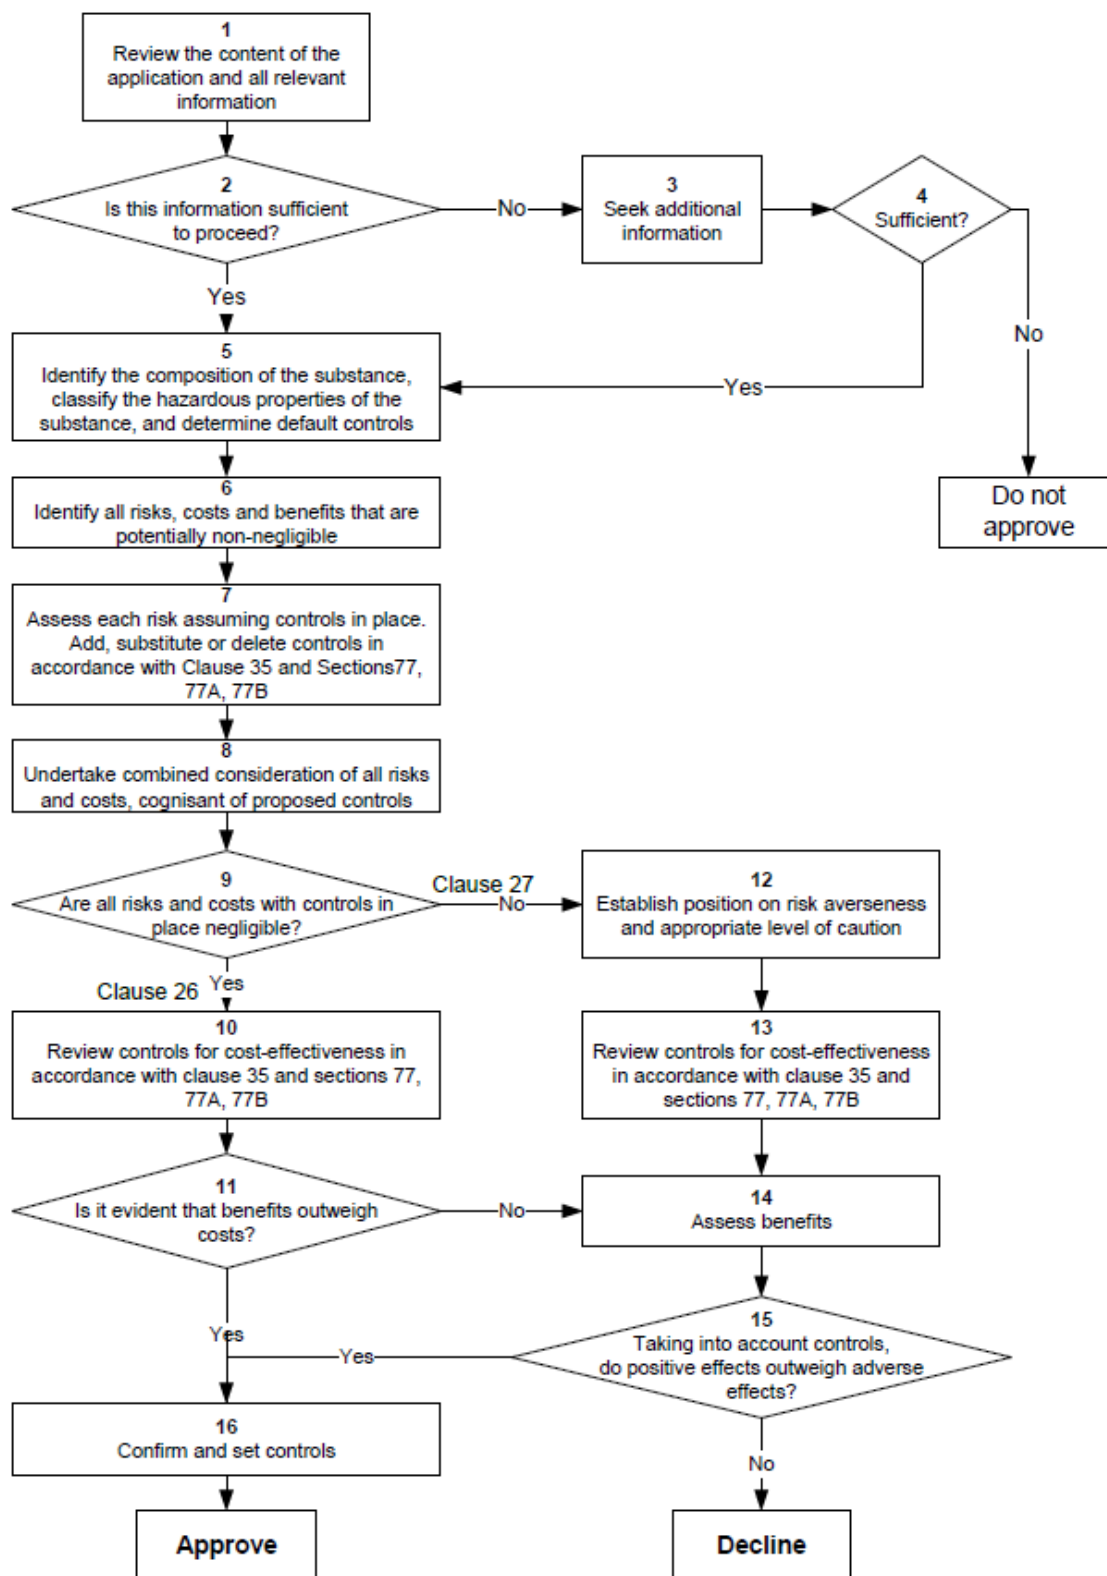 1
Review the content of the
application and all relevant
information
2
Is this information sufficient
to proceed?
No
3
Seek additional
information
4
Sufficient?
Yes
No
5
Identify the composition of the substance,
classify the hazardous properties of the
substance, and determine default controls
Yes
Do not
approve
6
Identify all risks, costs and benefits that are
potentially non-negligible
7
Assess each risk assuming controls in place.
Add, substitute or delete controls in
accordance with Clause 35 and Sections77,
77A, 77B
8
Undertake combined consideration of all risks
and costs, cognisant of proposed controls
9
Are all risks and costs with controls in
place negligible?
Clause 27
No
12
Establish position on risk averseness
and appropriate level of caution
Yes
Clause 26
10
Review controls for cost-effectiveness in
accordance with clause 35 and sections 77,
77A, 77B
13
Review controls for cost-effectiveness
in accordance with clause 35 and
sections 77, 77A, 77B
11
Is it evident that benefits outweigh
costs?
No
14
Assess benefits
Yes
15
Taking into account controls,
do positive effects outweigh adverse
effects?
Yes
16
Confirm and set controls
No
Approve
Decline